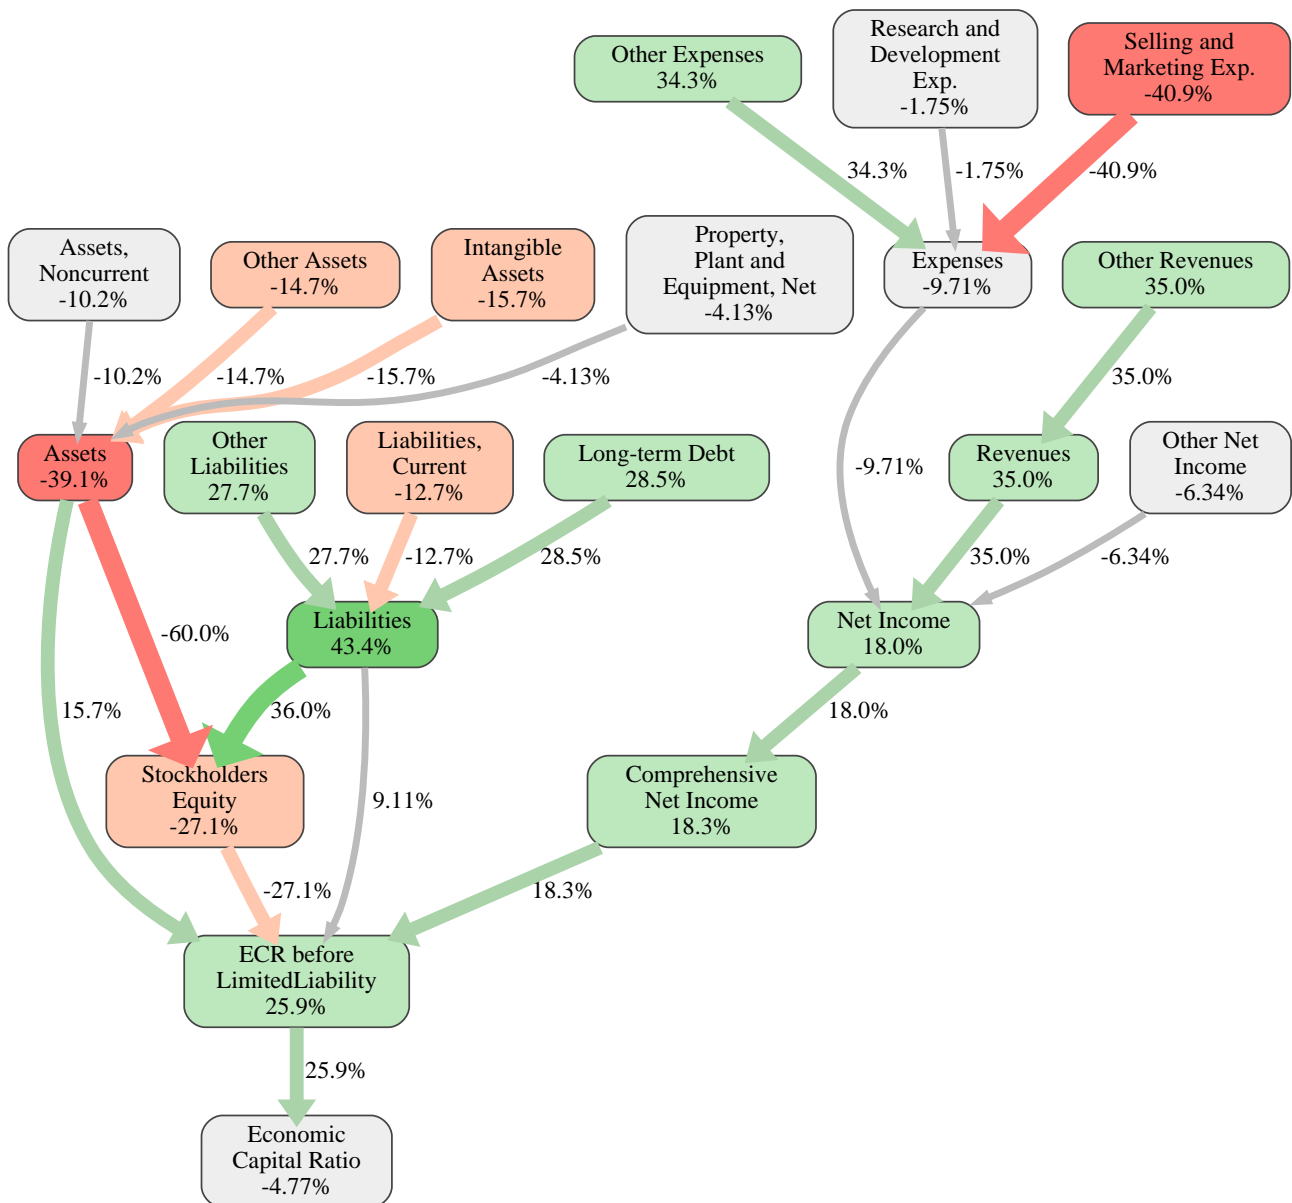 Other Expenses
34.3%
Research and
Development
Exp.
-1.75%
Selling and
Marketing Exp.
-40.9%
34.3%
-1.75%
-40.9%
Assets,
Noncurrent
-10.2%
Other Assets
-14.7%
Intangible
Assets
-15.7%
Property,
Plant and
Equipment, Net
-4.13%
Expenses
-9.71%
Other Revenues
35.0%
-10.2%
-14.7%
-15.7%
-4.13%
35.0%
Assets
-39.1%
Other
Liabilities
27.7%
Liabilities,
Current
-12.7%
Long-term Debt
28.5%
-9.71%
Revenues
35.0%
Other Net
Income
-6.34%
27.7%
-12.7%
28.5%
35.0%
-6.34%
-60.0%
Liabilities
43.4%
Net Income
18.0%
15.7%
36.0%
18.0%
Stockholders
Equity
-27.1%
9.11%
Comprehensive
Net Income
18.3%
-27.1%
18.3%
ECR before
LimitedLiability
25.9%
25.9%
Economic
Capital Ratio
-4.77%